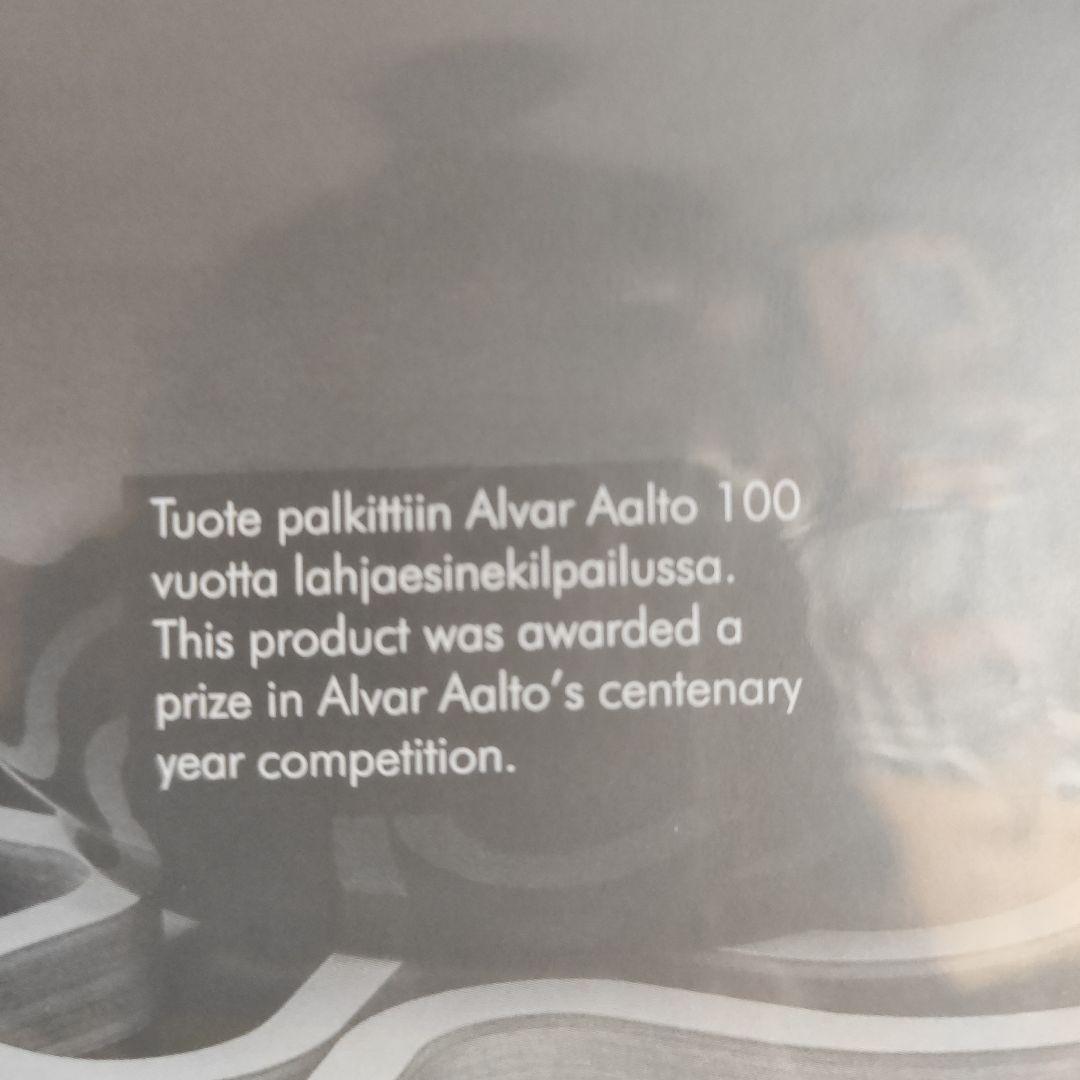 Tuote palkittiin Alvar Aalto 100
vuotta lahjaesinekilpailussa.
This product was awarded a
prize in Alvar Aalto’s centenary
year competition.